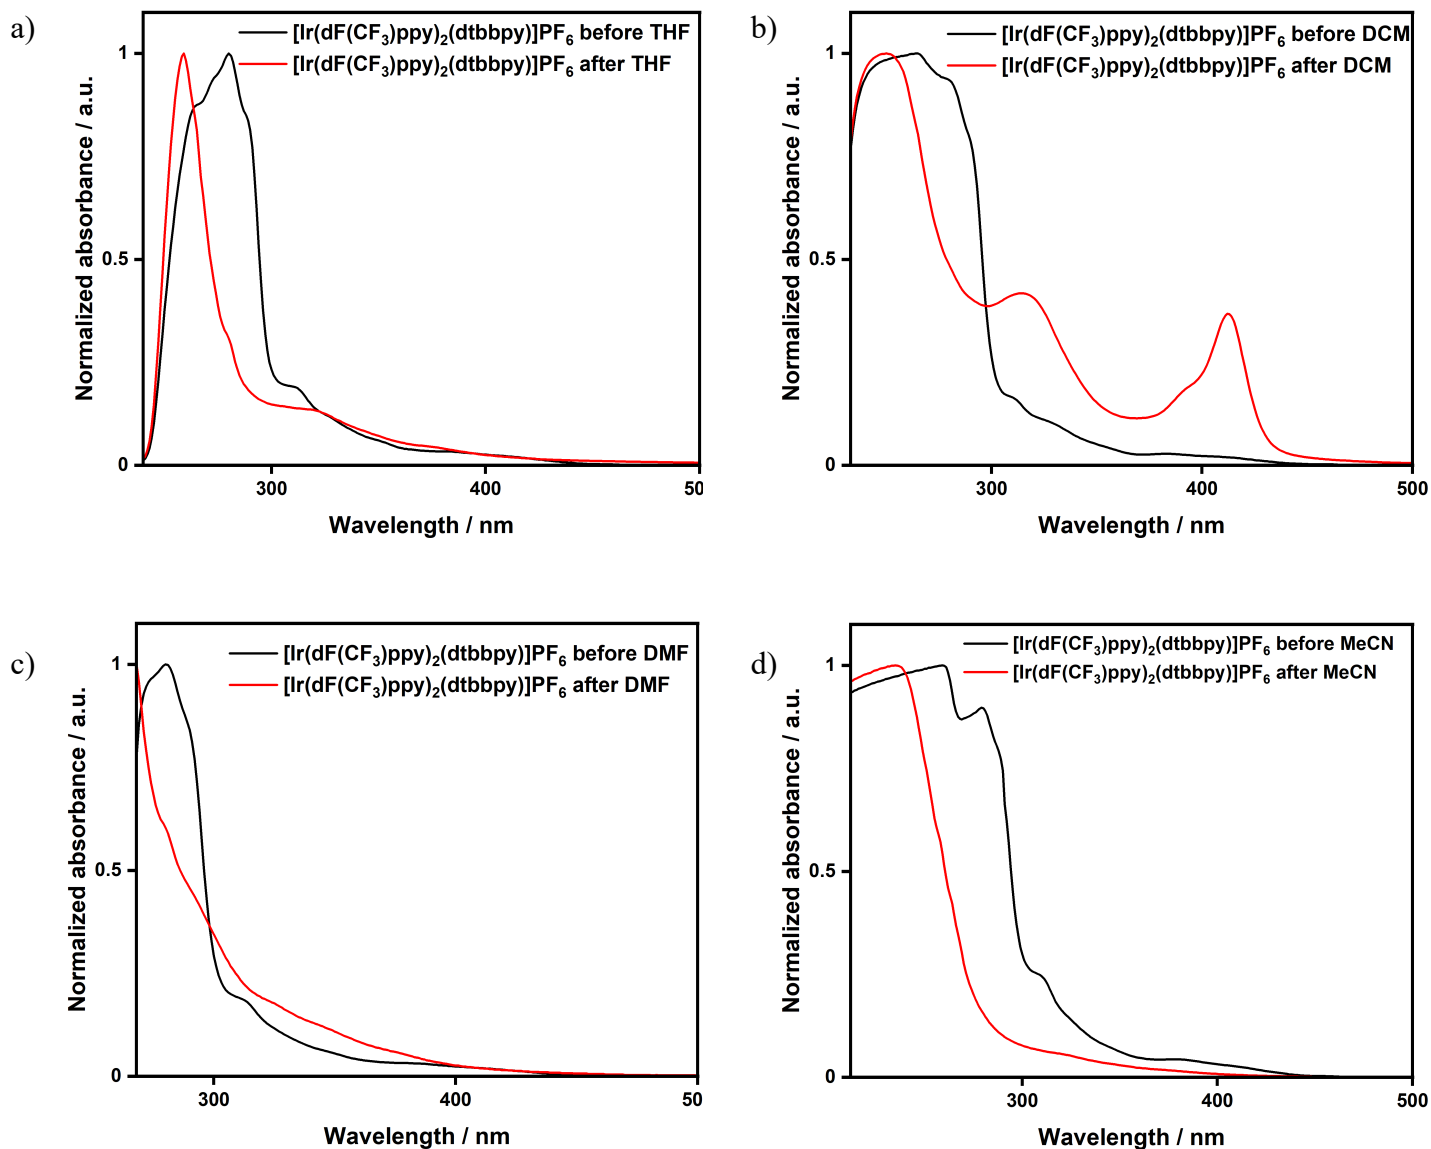 a)
[Ir(dF(CF₃)ppy)₂(dtbbpy)]PF₆ before THF
[Ir(dF(CF₃)ppy)₂(dtbbpy)]PF₆ after THF
Normalized absorbance / a.u.
1
0.5
0
300
400
50
Wavelength / nm
b)
[Ir(dF(CF₃)ppy)₂(dtbbpy)]PF₆ before DCM
[Ir(dF(CF₃)ppy)₂(dtbbpy)]PF₆ after DCM
Normalized absorbance / a.u.
1
0.5
0
300
400
500
Wavelength / nm
c)
[Ir(dF(CF₃)ppy)₂(dtbbpy)]PF₆ before DMF
[Ir(dF(CF₃)ppy)₂(dtbbpy)]PF₆ after DMF
Normalized absorbance / a.u.
1
0.5
0
300
400
50
Wavelength / nm
d)
[Ir(dF(CF₃)ppy)₂(dtbbpy)]PF₆ before MeCN
[Ir(dF(CF₃)ppy)₂(dtbbpy)]PF₆ after MeCN
Normalized absorbance / a.u.
1
0.5
0
300
400
500
Wavelength / nm